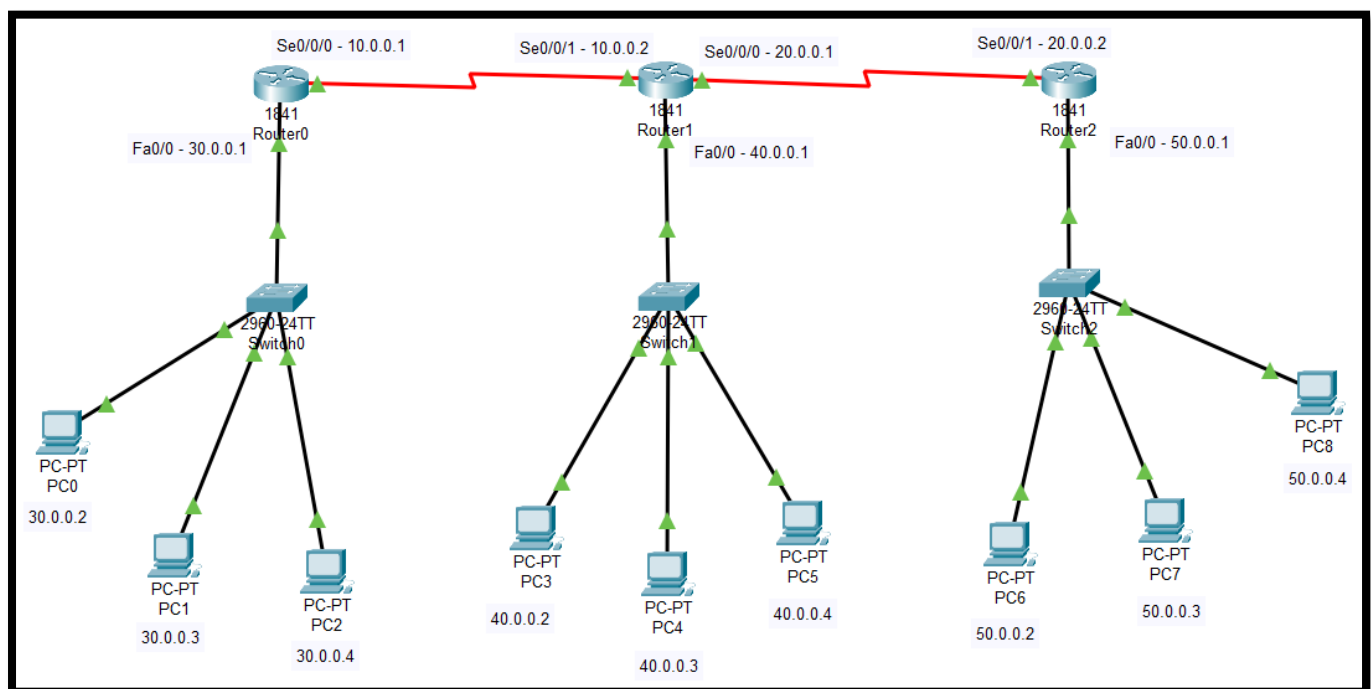 Se0/0/0 - 10.0.0.1
Se0/0/1 - 10.0.0.2
Se0/0/0 - 20.0.0.1
Se0/0/1 - 20.0.0.2
1841
Router0
1841
Router1
1841
Router2
Fa0/0 - 30.0.0.1
Fa0/0 - 40.0.0.1
Fa0/0 - 50.0.0.1
2960-24TT
Switch0
2960-24TT
Switch1
2960-24TT
Switch2
PC-PT
PC0
30.0.0.2
PC-PT
PC1
30.0.0.3
PC-PT
PC2
30.0.0.4
PC-PT
PC3
40.0.0.2
PC-PT
PC4
40.0.0.3
PC-PT
PC5
40.0.0.4
PC-PT
PC6
50.0.0.2
PC-PT
PC7
50.0.0.3
PC-PT
PC8
50.0.0.4